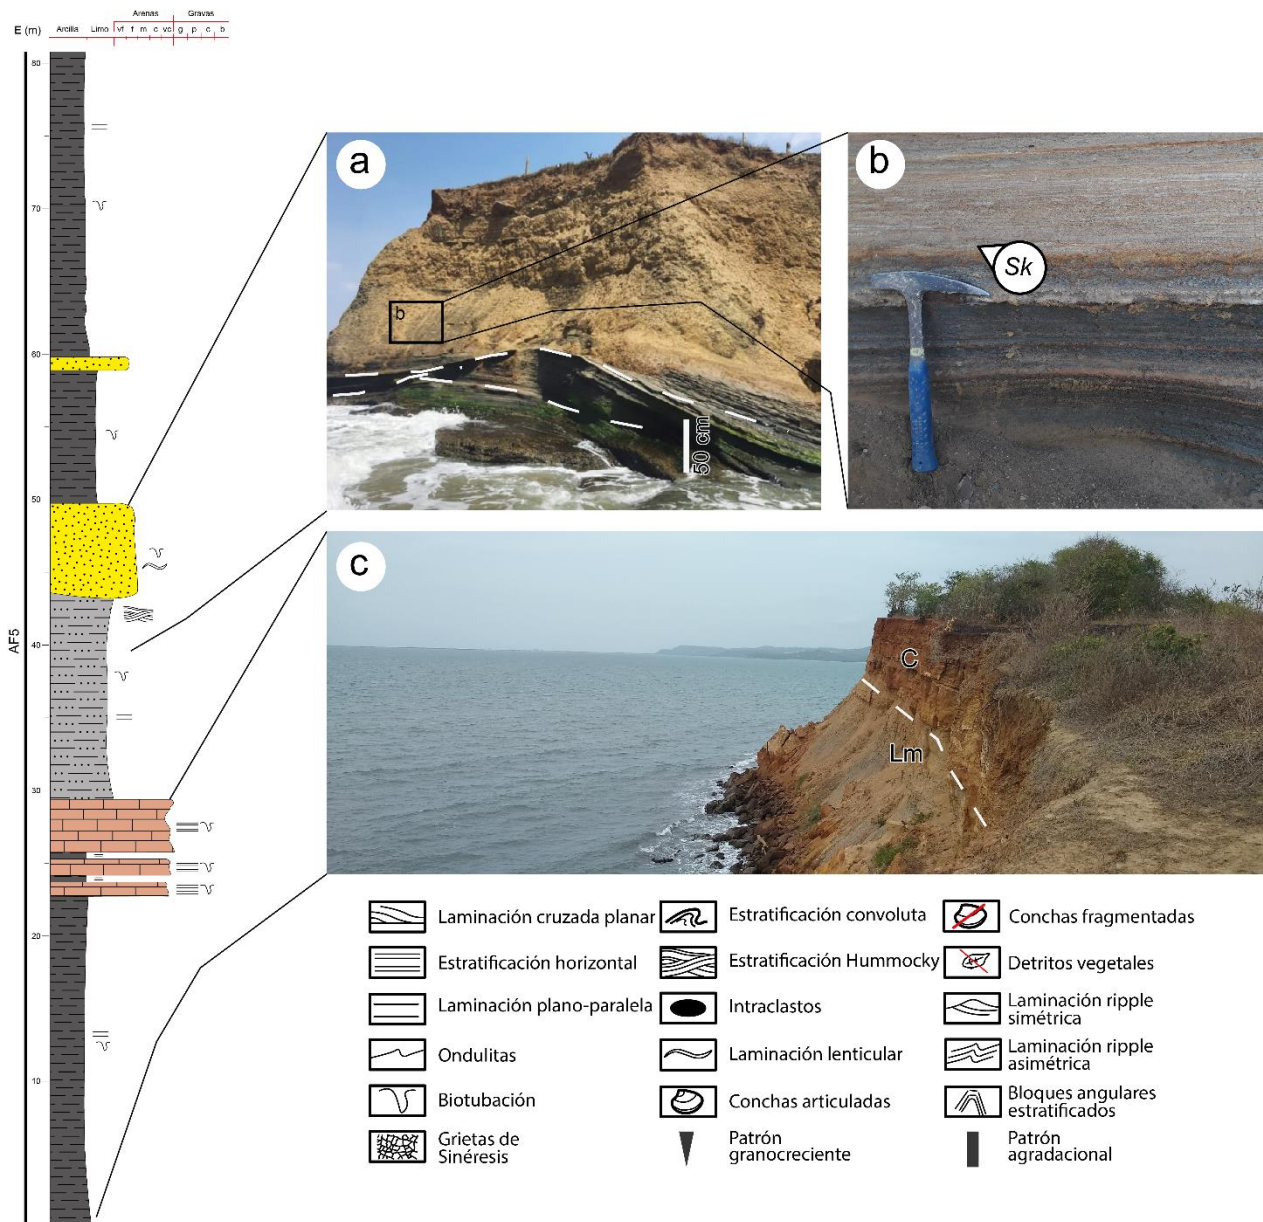 Arenas
Gravas
E (m)
Arcilla
Limo
vf
f
m
c
vc
g
p
c
b
80
70
60
50
40
30
20
10
AF5
a
b
50 cm
b
Sk
c
C
Lm
Laminación cruzada planar
Estratificación horizontal
Laminación plano-paralela
Ondulitas
Biotubación
Grietas de
Sinéresis
Estratificación convoluta
Estratificación Hummocky
Intraclastos
Laminación lenticular
Conchas articuladas
Patrón
granocreciente
Conchas fragmentadas
Detritos vegetales
Laminación ripple
simétrica
Laminación ripple
asimétrica
Bloques angulares
estratificados
Patrón
agradacional